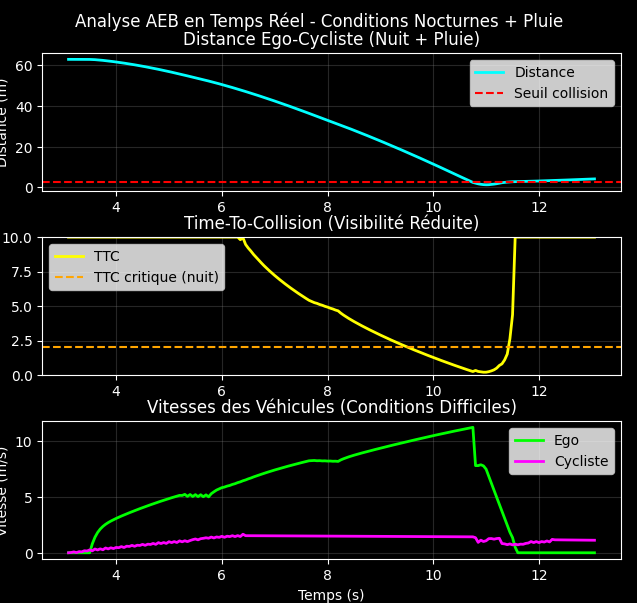 Analyse AEB en Temps Réel - Conditions Nocturnes + Pluie
Distance Ego-Cycliste (Nuit + Pluie)
Distance (m)
60
40
20
0
Distance
Seuil collision
4 6 8 10 12
Time-To-Collision (Visibilité Réduite)
10.0
7.5
5.0
2.5
0.0
TTC
TTC critique (nuit)
4 6 8 10 12
Vitesses des Véhicules (Conditions Difficiles)
Vitesse (m/s)
10
5
0
Ego
Cycliste
4 6 8 10 12
Temps (s)